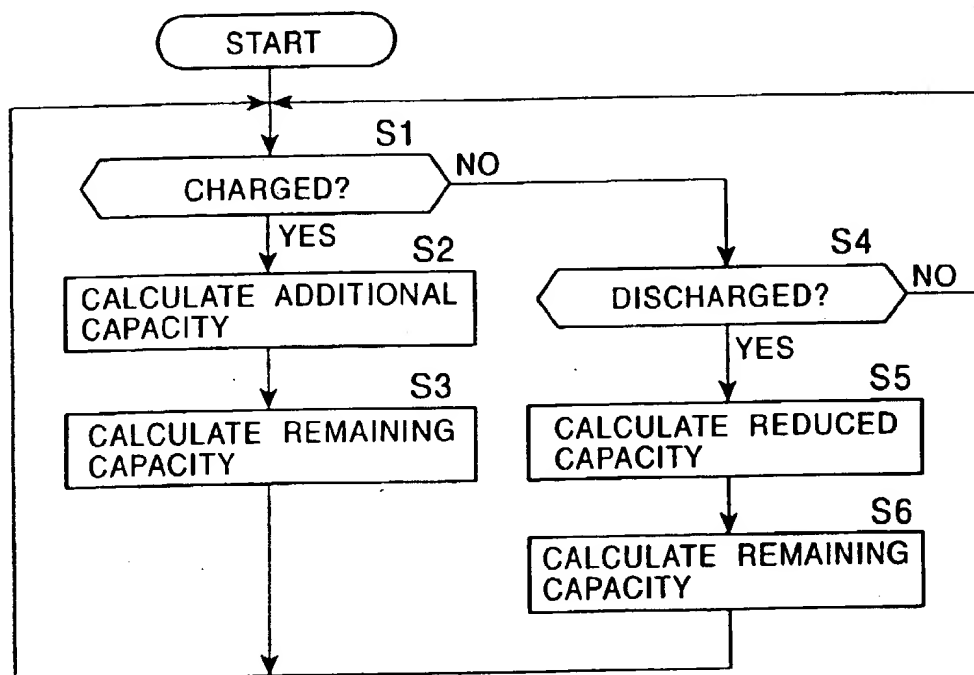 START
S1
CHARGED?
NO
YES
S2
CALCULATE ADDITIONAL
CAPACITY
S3
CALCULATE REMAINING
CAPACITY
S4
DISCHARGED?
NO
YES
S5
CALCULATE REDUCED
CAPACITY
S6
CALCULATE REMAINING
CAPACITY